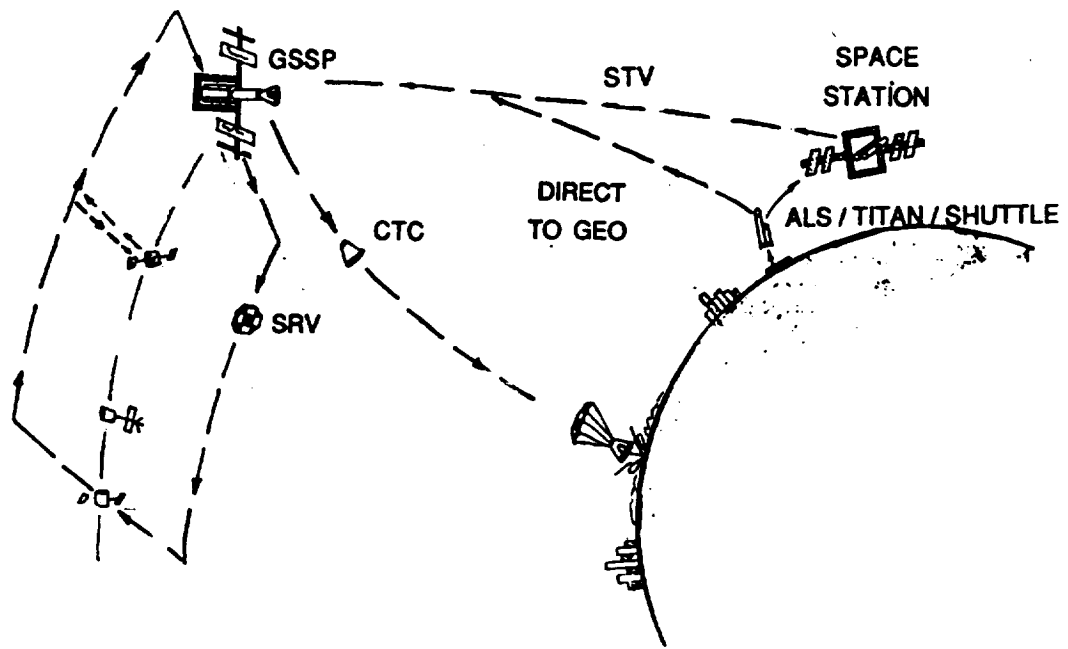 GSSP
STV
SPACE
STATION
DIRECT
TO GEO
ALS / TITAN / SHUTTLE
CTC
SRV